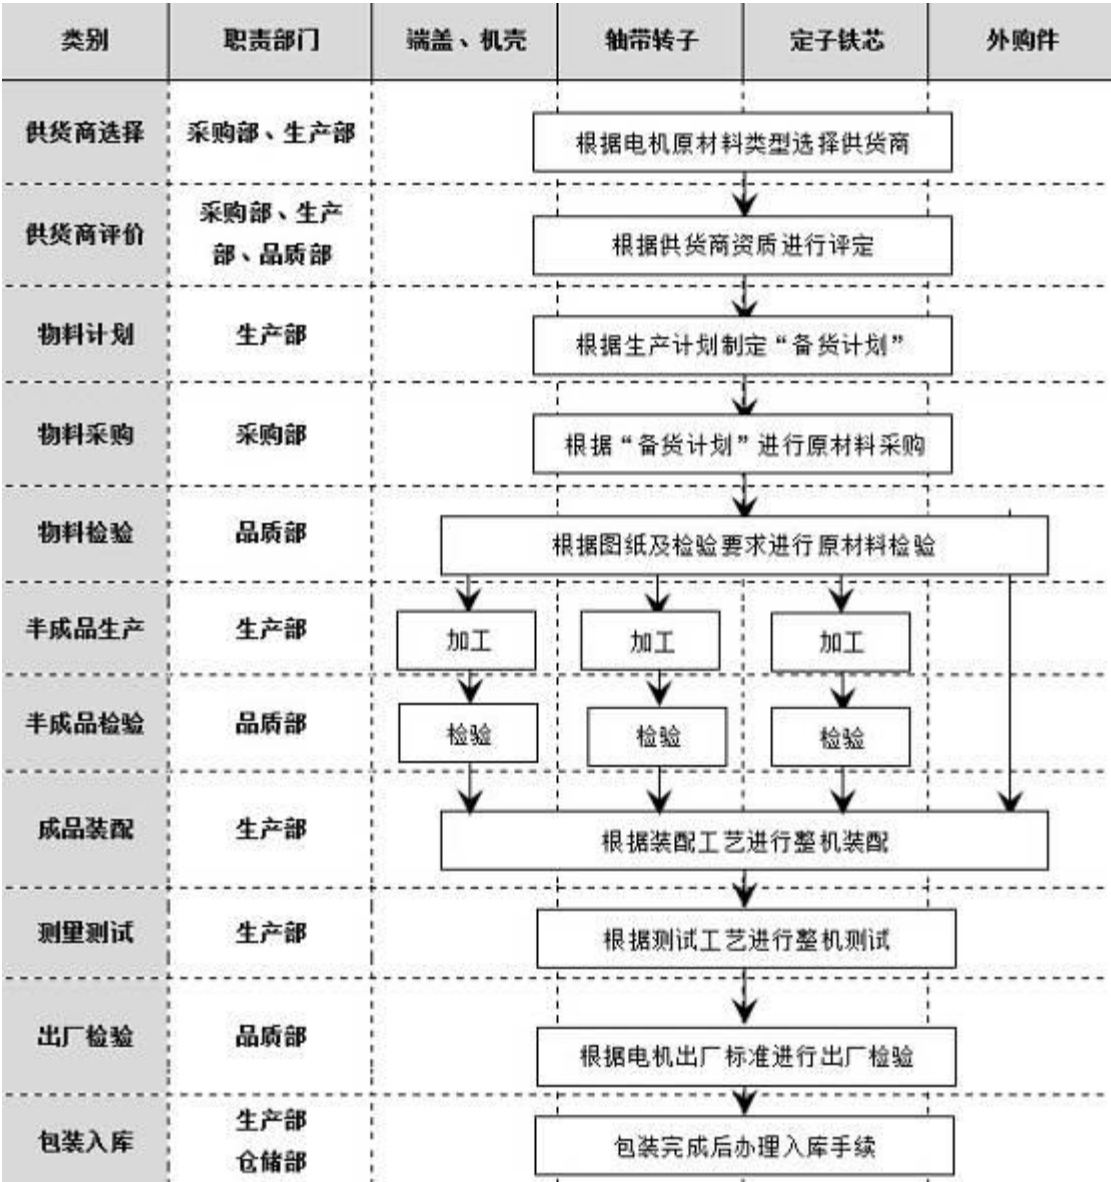 类别 职责部门 端盖、机壳 轴带转子 定子铁芯 外购件
供货商选择 采购部、生产部 根据电机原材料类型选择供货商
供货商评价 采购部、生产
部、品质部 根据供货商资质进行评定
物料计划 生产部 根据生产计划制定“备货计划”
物料采购 采购部 根据“备货计划”进行原材料采购
物料检验 品质部 根据图纸及检验要求进行原材料检验
半成品生产 生产部 加工 加工 加工
半成品检验 品质部 检验 检验 检验
成品装配 生产部 根据装配工艺进行整机装配
测量测试 生产部 根据测试工艺进行整机测试
出厂检验 品质部 根据电机出厂标准进行出厂检验
包装入库 生产部
仓储部 包装完成后办理入库手续